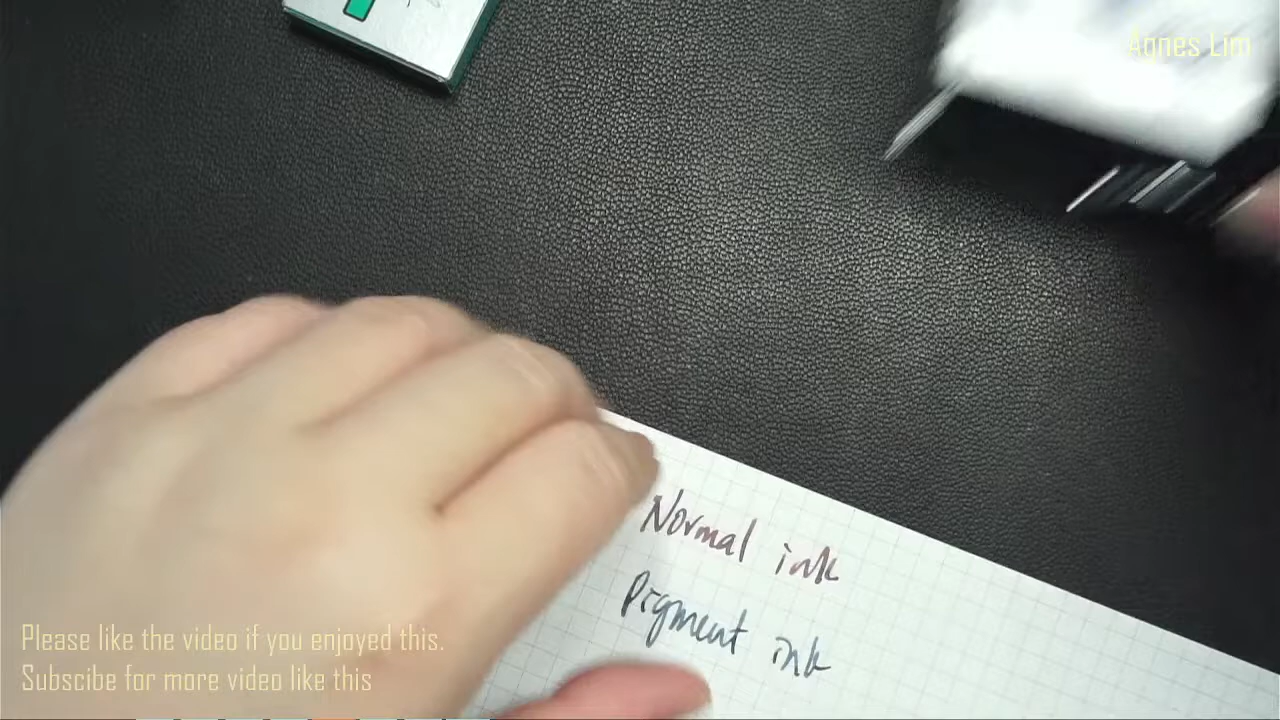 Agnes Lim
Normal ink
Pigment ink
Please like the video if you enjoyed this.
Subscibe for more video like this